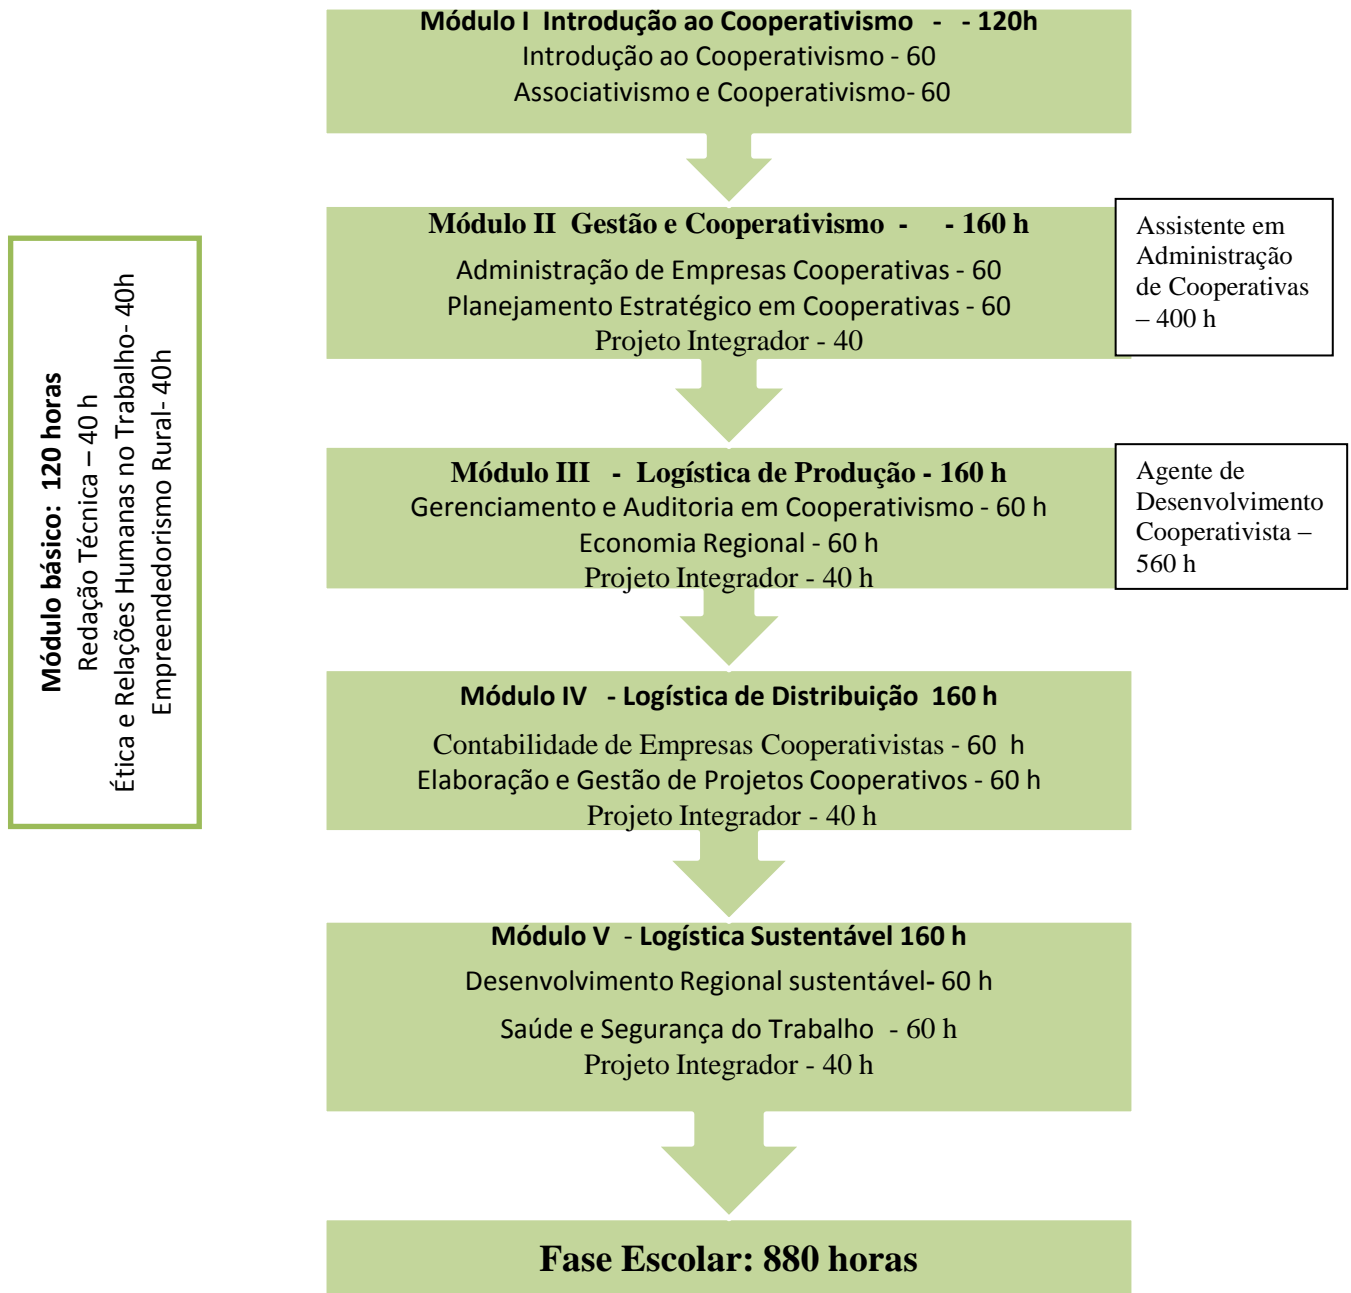 Módulo I Introdução ao Cooperativismo - - 120h
Introdução ao Cooperativismo - 60
Associativismo e Cooperativismo- 60
Módulo II Gestão e Cooperativismo - - 160 h
Administração de Empresas Cooperativas - 60
Planejamento Estratégico em Cooperativas - 60
Projeto Integrador - 40
Assistente em
Administração
de Cooperativas
– 400 h
Módulo básico: 120 horas
Redação Técnica – 40 h
Ética e Relações Humanas no Trabalho- 40h
Empreendedorismo Rural- 40h
Módulo III - Logística de Produção - 160 h
Gerenciamento e Auditoria em Cooperativismo - 60 h
Economia Regional - 60 h
Projeto Integrador - 40 h
Agente de
Desenvolvimento
Cooperativista –
560 h
Módulo IV - Logística de Distribuição 160 h
Contabilidade de Empresas Cooperativistas - 60 h
Elaboração e Gestão de Projetos Cooperativos - 60 h
Projeto Integrador - 40 h
Módulo V - Logística Sustentável 160 h
Desenvolvimento Regional sustentável- 60 h
Saúde e Segurança do Trabalho - 60 h
Projeto Integrador - 40 h
Fase Escolar: 880 horas